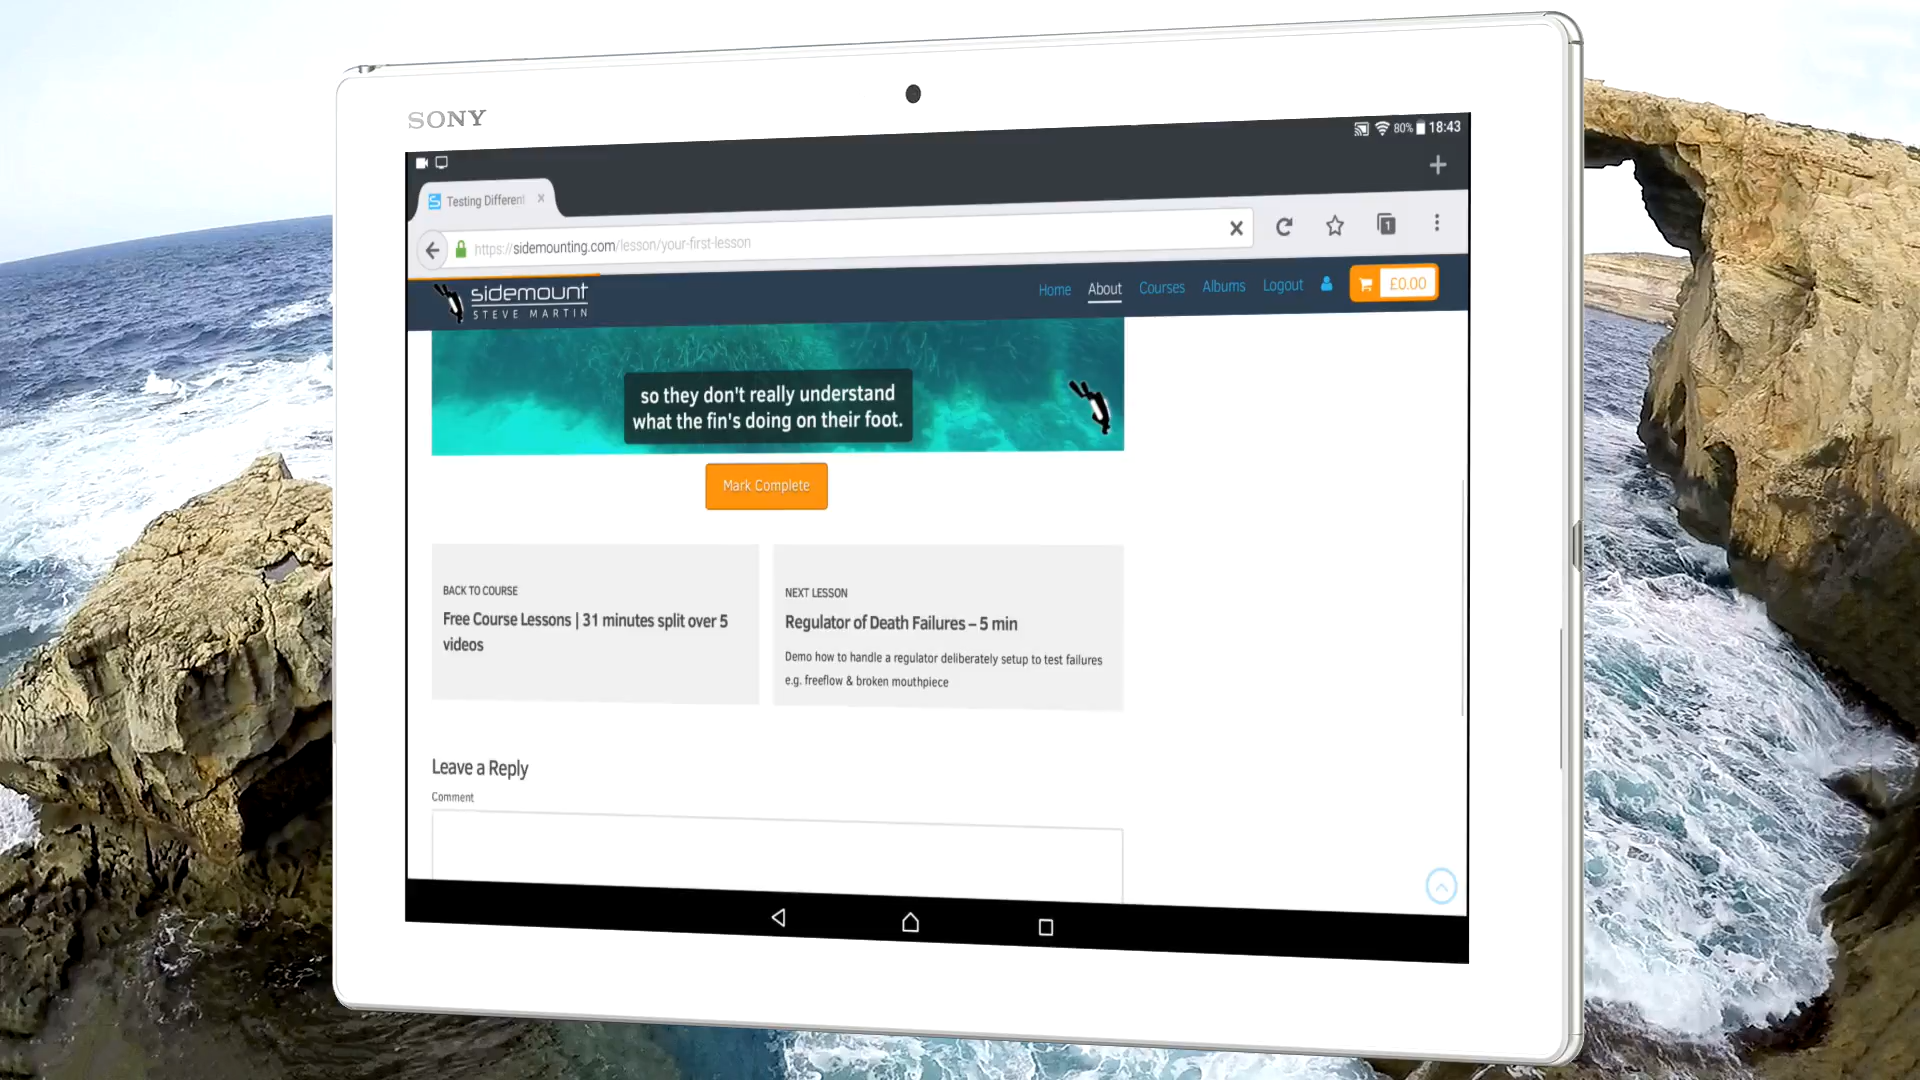 SONY
80% 18:43
Testing Different
https://sidemounting.com/lesson/your-first-lesson
1
sidemount
STEVE MARTIN
Home About Courses Albums Logout £0.00
so they don't really understand
what the fin's doing on their foot.
Mark Complete
BACK TO COURSE
Free Course Lessons | 31 minutes split over 5
videos
NEXT LESSON
Regulator of Death Failures – 5 min
Demo how to handle a regulator deliberately setup to test failures
e.g. freeflow & broken mouthpiece
Leave a Reply
Comment